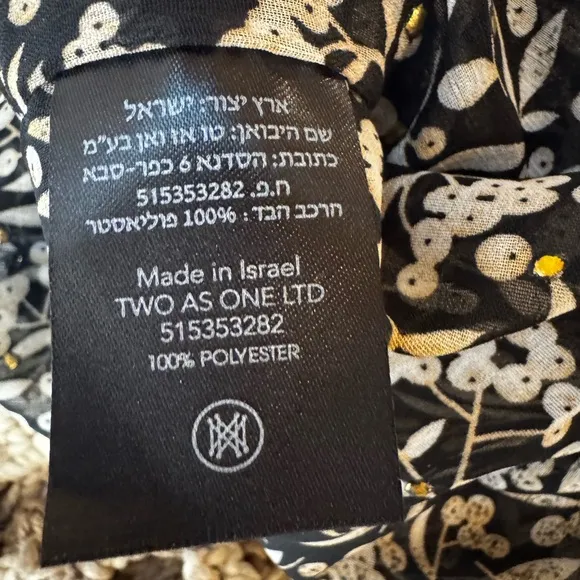 ארץ יצור: ישראל
שם היבואן: טו אז ואן בע"מ
כתובת: הסדנא 6 כפר-סבא
ח.פ. 515353282
הרכב הבד: 100% פוליאסטר
Made in Israel
TWO AS ONE LTD
515353282
100% POLYESTER